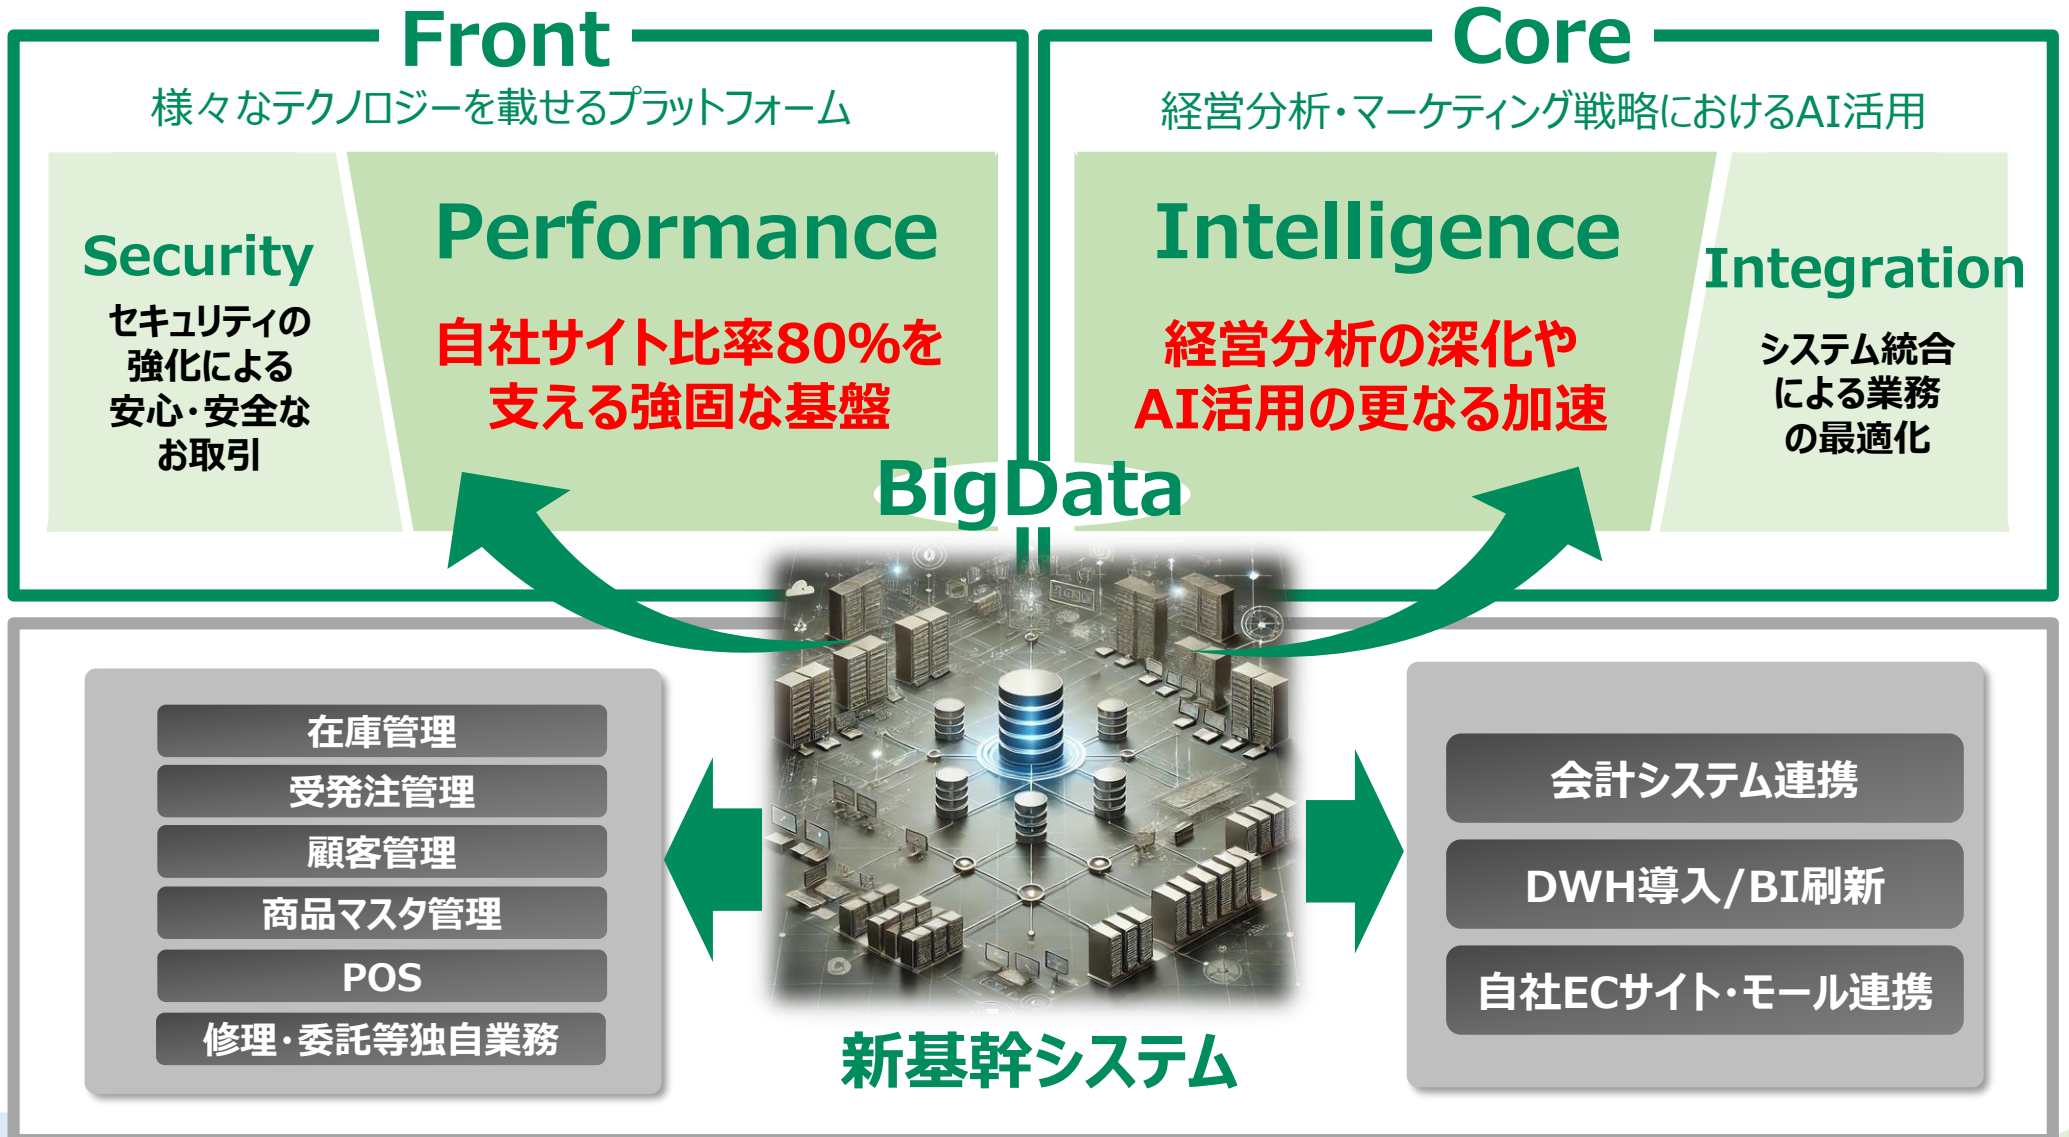 Front
様々なテクノロジーを載せるプラットフォーム
Security
セキュリティの
強化による
安心・安全な
お取引
Performance
自社サイト比率80%を
支える強固な基盤
Core
経営分析・マーケティング戦略におけるAI活用
Intelligence
経営分析の深化や
AI活用の更なる加速
Integration
システム統合
による業務
の最適化
BigData
在庫管理
受発注管理
顧客管理
商品マスタ管理
POS
修理・委託等独自業務
新基幹システム
会計システム連携
DWH導入/BI刷新
自社ECサイト・モール連携